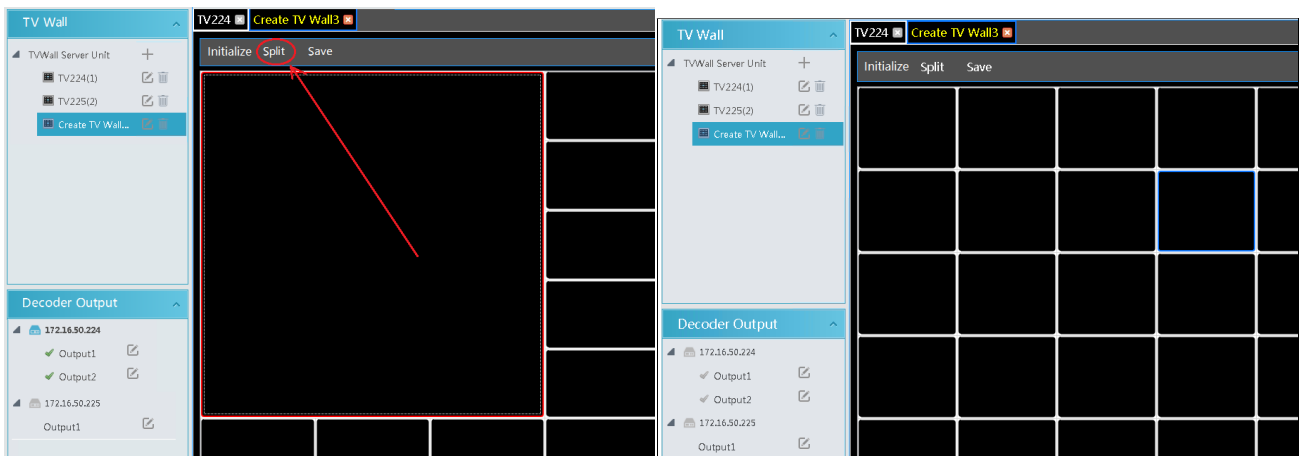 TV Wall
TVWall Server Unit
TV224(1)
TV225(2)
Create TV Wall...
Decoder Output
172.16.50.224
Output1
Output2
172.16.50.225
Output1
TV224 Create TV Wall3
Initialize Split Save
TV Wall
TVWall Server Unit
TV224(1)
TV225(2)
Create TV Wall...
Decoder Output
172.16.50.224
Output1
Output2
172.16.50.225
Output1
TV224 Create TV Wall3
Initialize Split Save